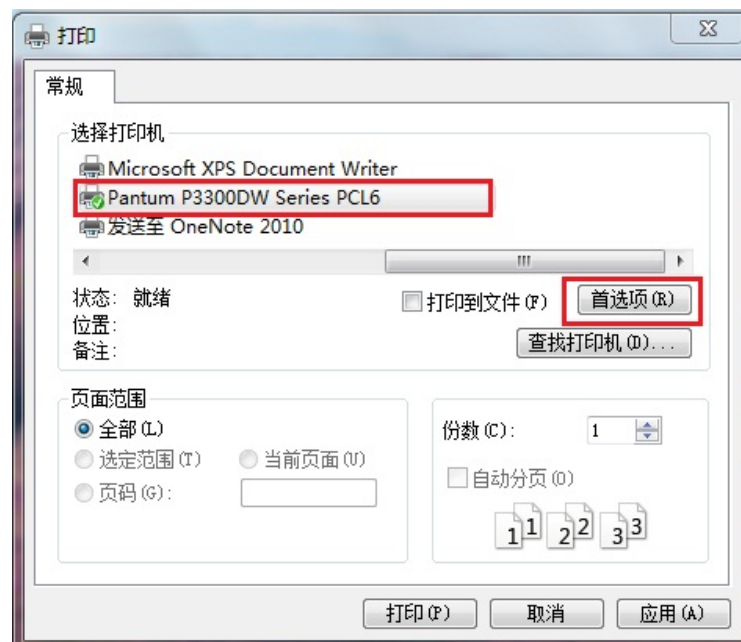 打印
常规
选择打印机
Microsoft XPS Document Writer
Pantum P3300DW Series PCL6
发送至 OneNote 2010
状态: 就绪
打印到文件(F)
首选项(R)
位置:
备注:
查找打印机(D)...
页面范围
全部(L)
选定范围(T) 当前页面(U)
页码(G):
份数(C): 1
自动分页(O)
1 1 2 2 3 3
打印(P) 取消 应用(A)